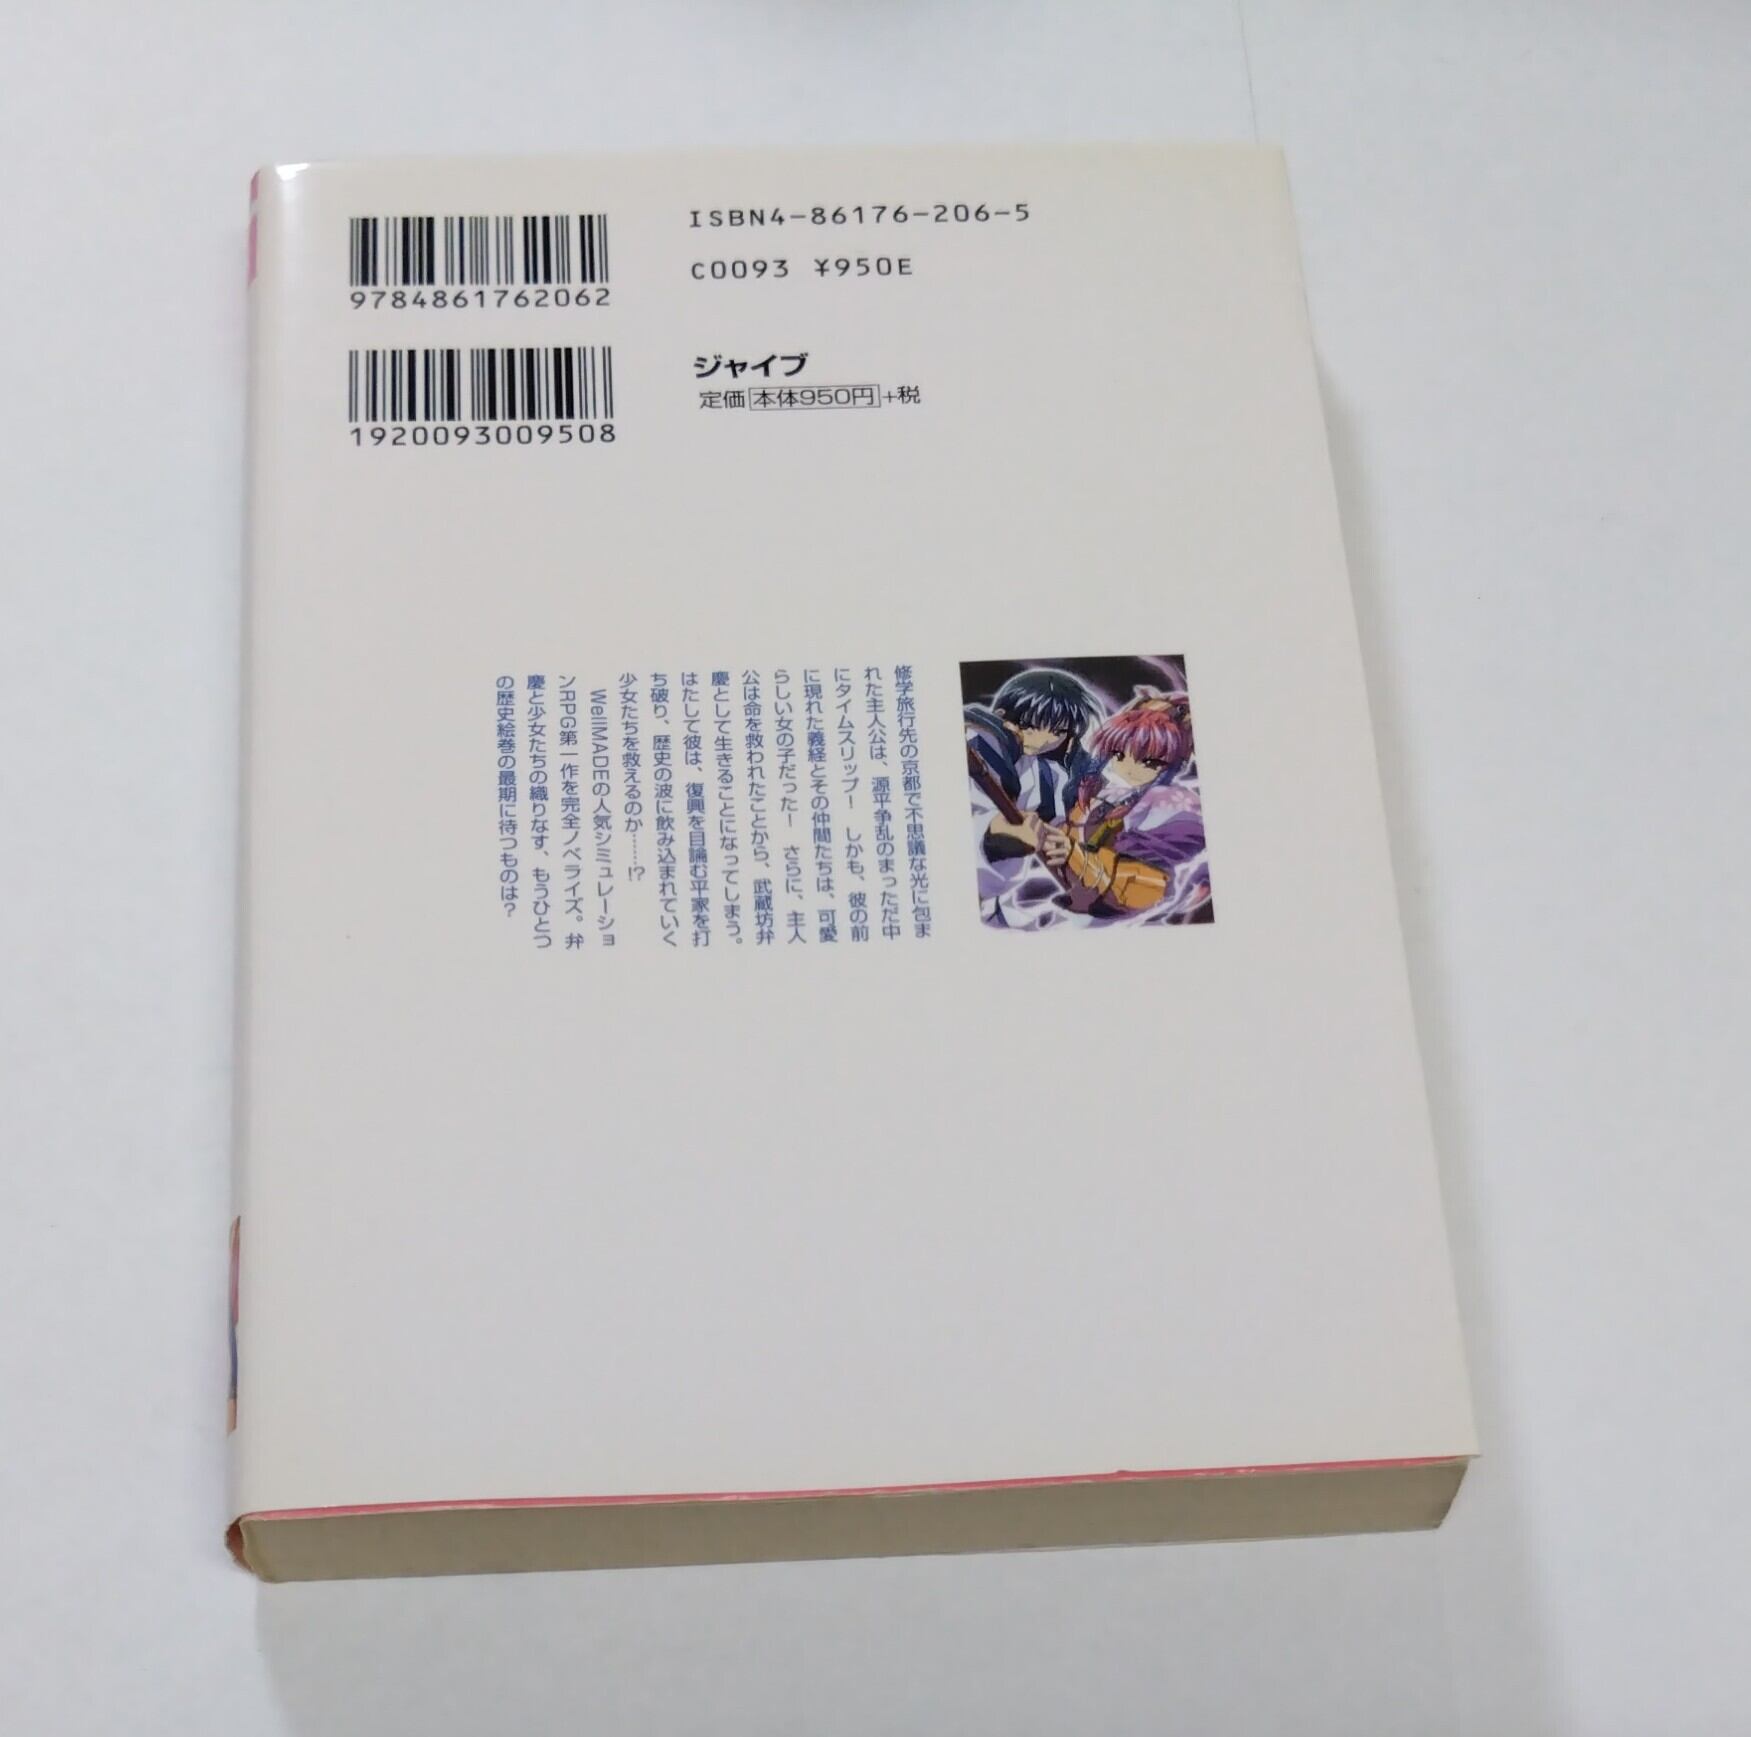 9784861762062
ISBN4-86176-206-5
C0093 ¥950E
1920093009508
ジャイブ
定価 本体950円+税
修学旅行先の京都で不思議な光に包ま
れた主人公は、源平争乱のまっただ中
にタイムスリップ! しかも、彼の前
に現れた義経とその仲間たちは、可愛
らしい女の子だった! さらに、主人
公は命を救われたことから、武蔵坊弁
慶として生きることになってしまう。
はたして彼は、復興を目論む平家を打
ち破り、歴史の波に飲み込まれていく
少女たちを救えるのか……!?
WellMADEの人気シミュレーショ
ンRPG第一作を完全ノベライズ。弁
慶と少女たちの織りなす、もうひとつ
の歴史絵巻の最期に待つものは?